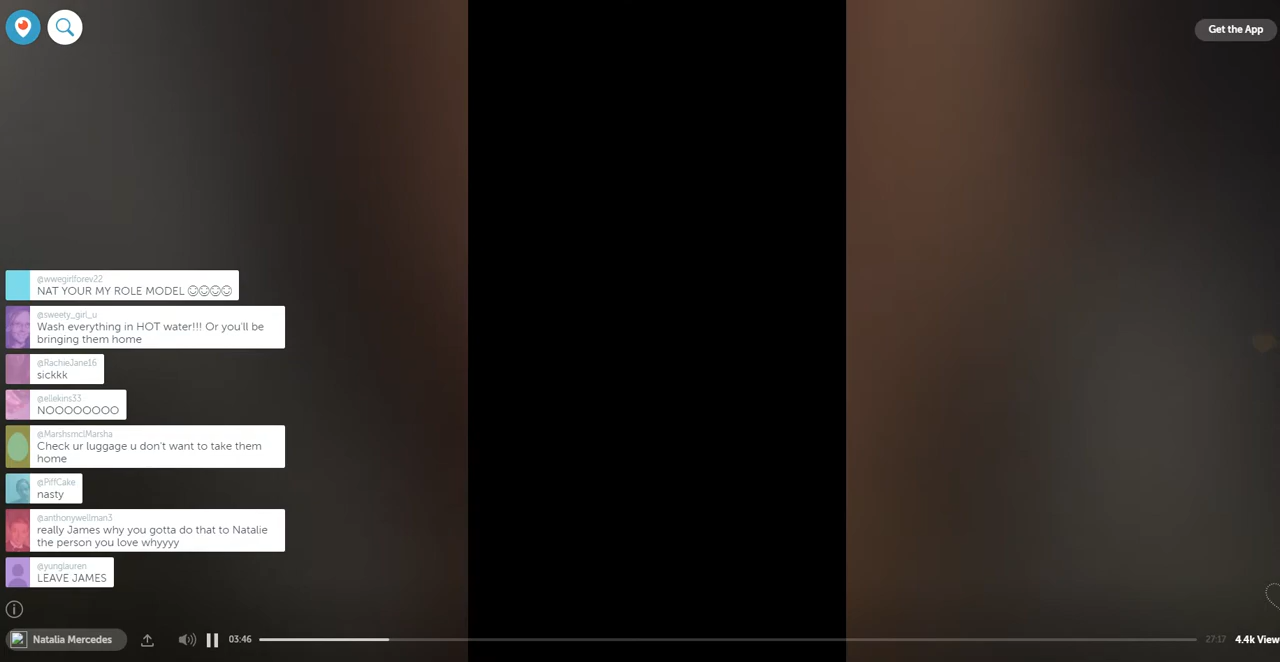 Get the App
@wwegirlforev22
NAT YOUR MY ROLE MODEL ☺☺☺☺
@sweety_girl_u
Wash everything in HOT water!!! Or you'll be
bringing them home
@RachieJane16
sickkk
@ellekins33
NOOOOOOOO
@MarshsmclMarsha
Check ur luggage u don't want to take them
home
@PiffCake
nasty
@anthonywellman3
really James why you gotta do that to Natalie
the person you love whyyyy
@yunglauren
LEAVE JAMES
Natalia Mercedes 03:46 27:17 4.4k View